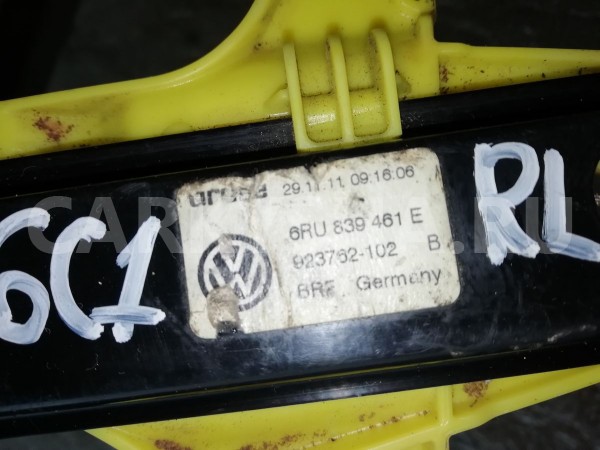 29.11.11 09:16:06
6RU 839 461 E
923762-102 B
Germany
6C1
RL